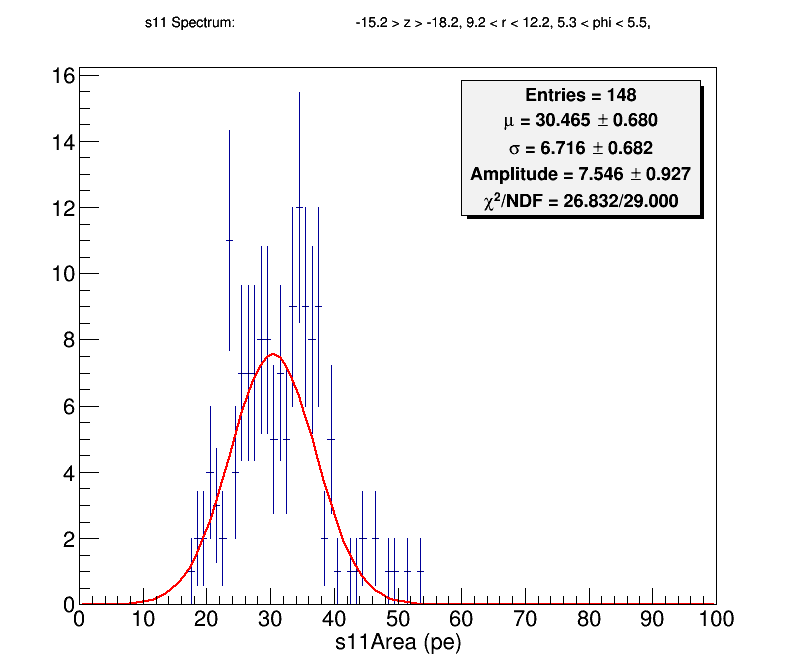 s11 Spectrum: -15.2 > z > -18.2, 9.2 < r < 12.2, 5.3 < phi < 5.5,
Entries = 148
μ = 30.465 ± 0.680
σ = 6.716 ± 0.682
Amplitude = 7.546 ± 0.927
χ²/NDF = 26.832/29.000
16
14
12
10
8
6
4
2
0
0 10 20 30 40 50 60 70 80 90 100
s11Area (pe)